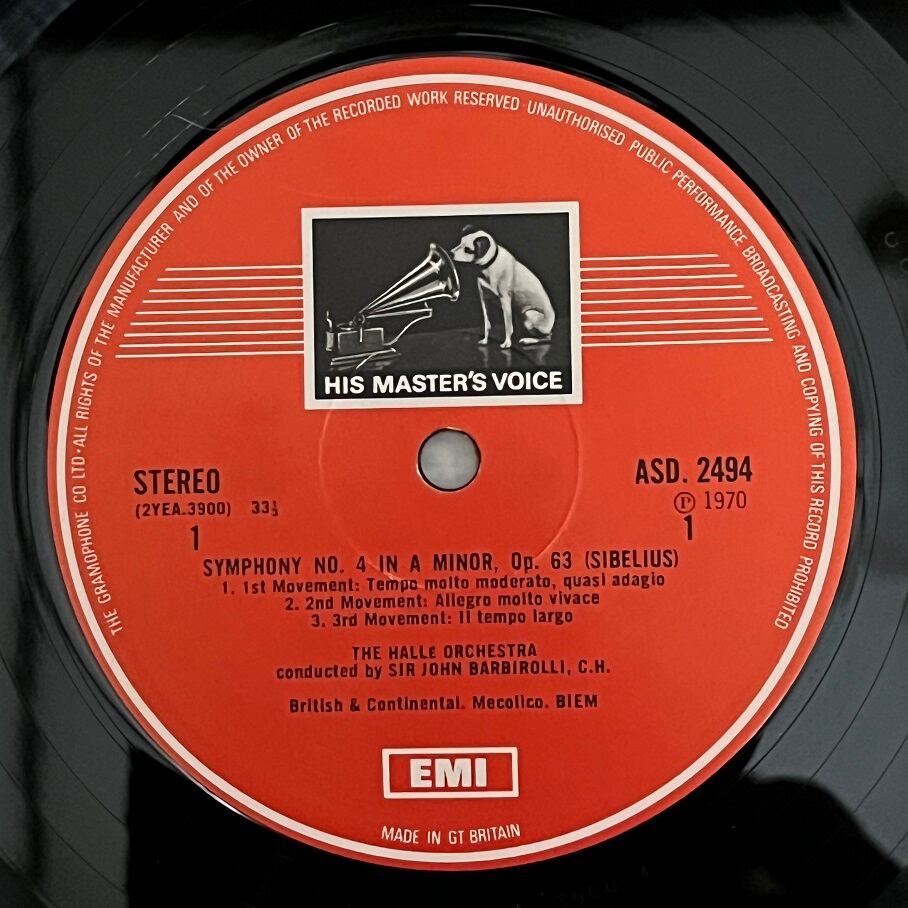 THE GRAMOPHONE CO LTD·ALL RIGHTS OF THE MANUFACTURER AND OF THE OWNER OF THE RECORDED WORK RESERVED·UNAUTHORISED PUBLIC PERFORMANCE BROADCASTING AND COPYING OF THIS RECORD PROHIBITED
HIS MASTER'S VOICE
STEREO ASD. 2494
(2YEA.3900) 33⅓ Ⓟ 1970
1 1
SYMPHONY NO. 4 IN A MINOR, Op. 63 (SIBELIUS)
1. 1st Movement: Tempo molto moderato, quasi adagio
2. 2nd Movement: Allegro molto vivace
3. 3rd Movement: Il tempo largo
THE HALLE ORCHESTRA
conducted by SIR JOHN BARBIROLLI, C.H.
British & Continental. Mecolico. BIEM
EMI
MADE IN GT BRITAIN